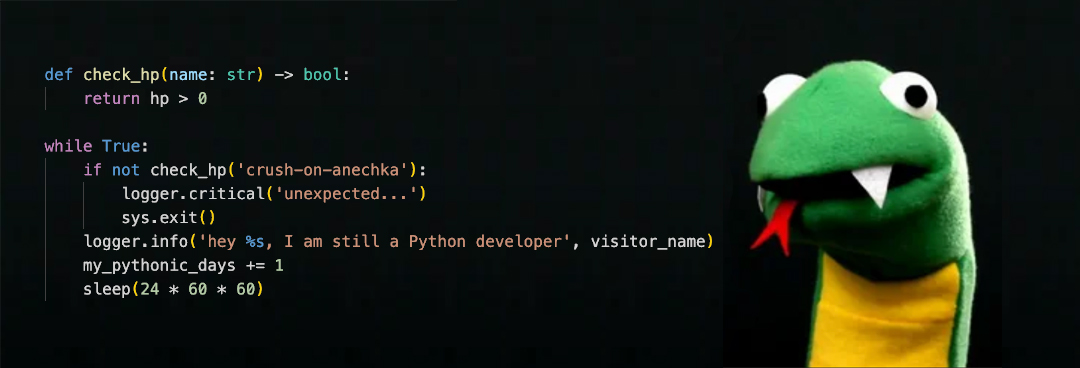 def check_hp(name: str) -> bool:
    return hp > 0

while True:
    if not check_hp('crush-on-anechka'):
        logger.critical('unexpected...')
        sys.exit()
    logger.info('hey %s, I am still a Python developer', visitor_name)
    my_pythonic_days += 1
    sleep(24 * 60 * 60)